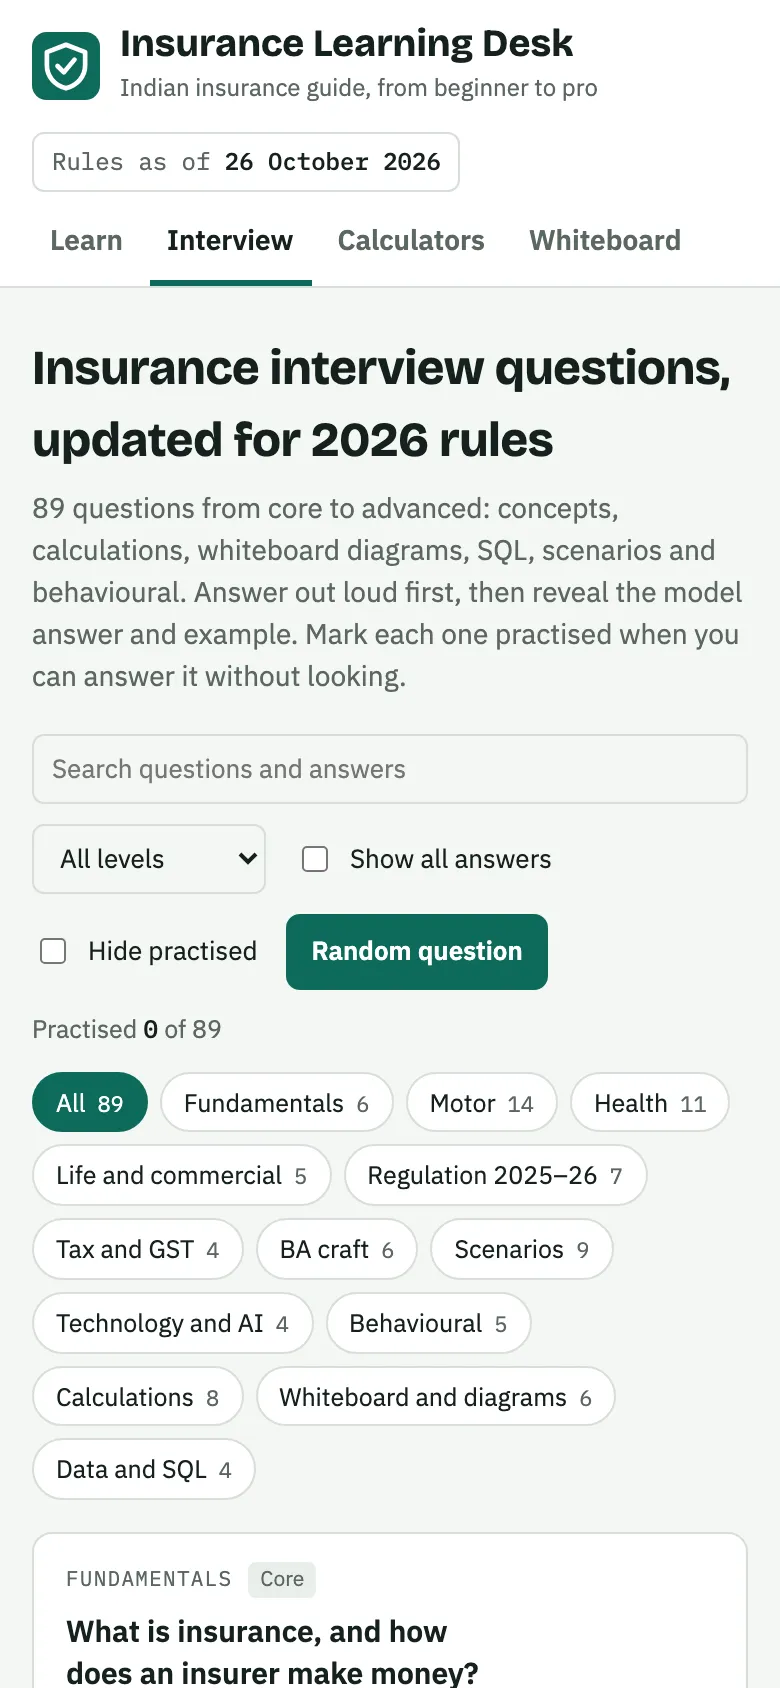 Insurance Learning Desk
Indian insurance guide, from beginner to pro
Rules as of 26 October 2026
Learn Interview Calculators Whiteboard
Insurance interview questions,
updated for 2026 rules
89 questions from core to advanced: concepts,
calculations, whiteboard diagrams, SQL, scenarios and
behavioural. Answer out loud first, then reveal the model
answer and example. Mark each one practised when you
can answer it without looking.
Search questions and answers
All levels Show all answers
Hide practised Random question
Practised 0 of 89
All 89 Fundamentals 6 Motor 14 Health 11
Life and commercial 5 Regulation 2025–26 7
Tax and GST 4 BA craft 6 Scenarios 9
Technology and AI 4 Behavioural 5
Calculations 8 Whiteboard and diagrams 6
Data and SQL 4
FUNDAMENTALS Core
What is insurance, and how
does an insurer make money?